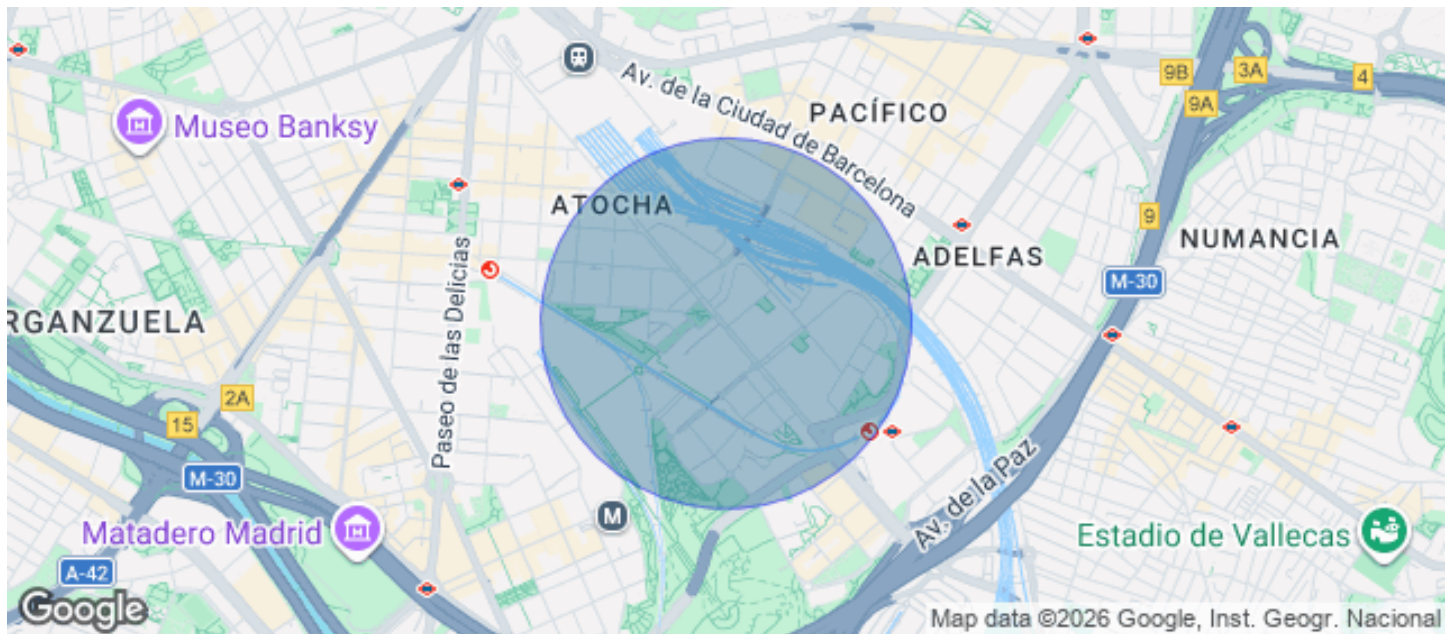 9B
3A
4
Av. de la Ciudad de Barcelona
9A
PACÍFICO
Museo Banksy
ATOCHA
9
NUMANCIA
ADELFAS
M-30
RGANZUELA
Paseo de las Delicias
2A
15
M-30
M
Av. de la Paz
Matadero Madrid
Estadio de Vallecas
A-42
Google
Map data ©2026 Google, Inst. Geogr. Nacional